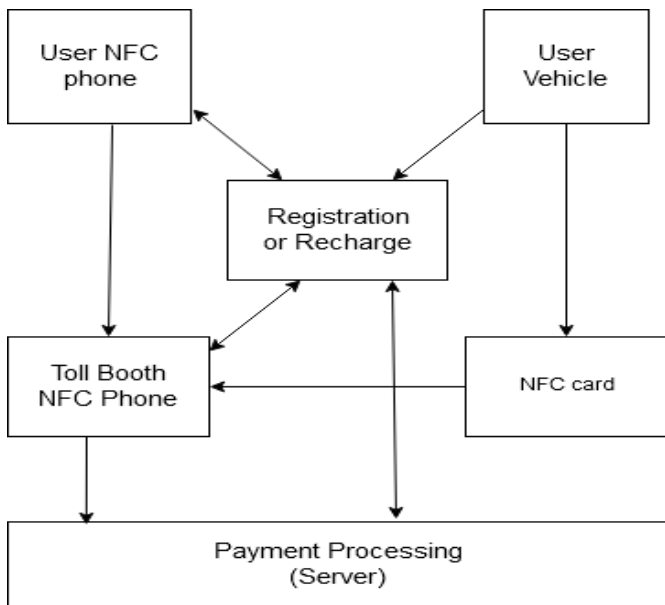 User NFC
phone
User
Vehicle
Registration
or Recharge
Toll Booth
NFC Phone
NFC card
Payment Processing
(Server)